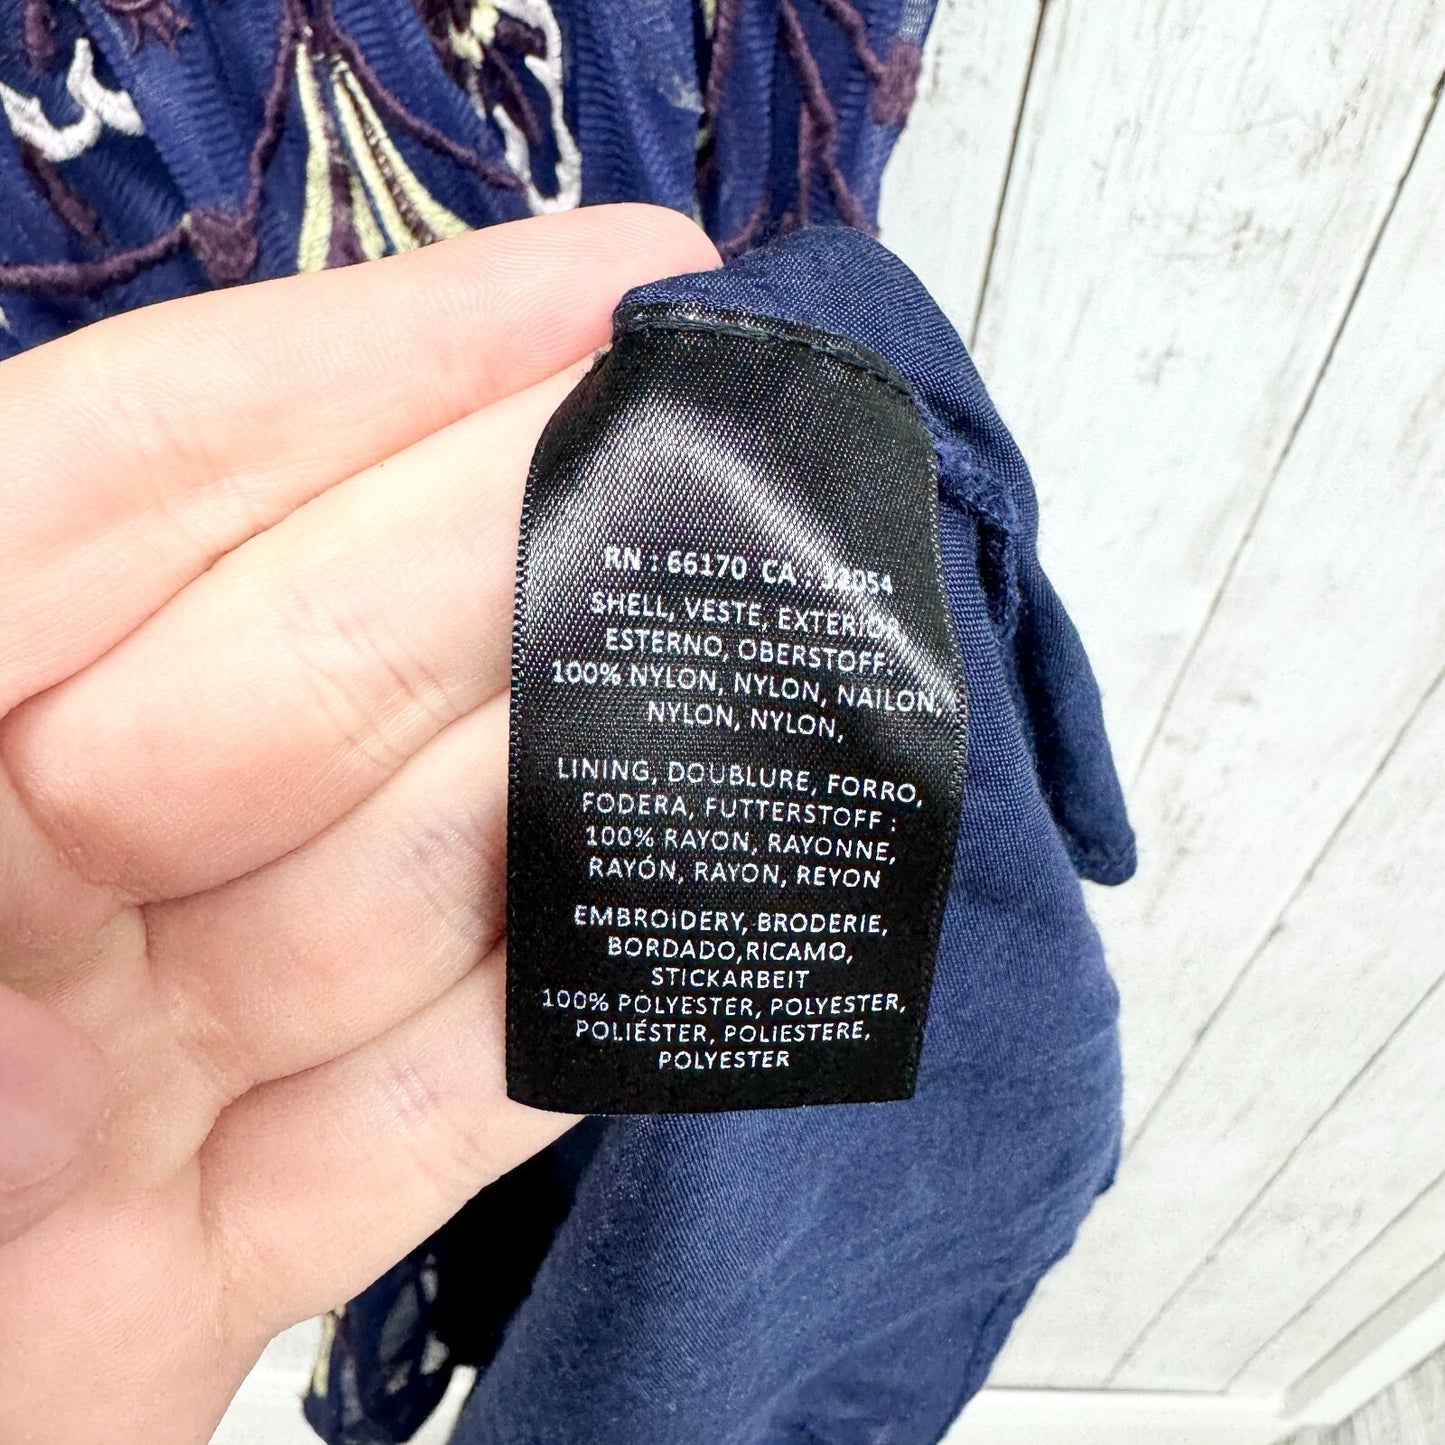 RN : 66170 CA :
SHELL, VESTE, EXTERIOR,
ESTERNO, OBERSTOFF:
100% NYLON, NYLON, NAILON,
NYLON, NYLON,
LINING, DOUBLURE, FORRO,
FODERA, FUTTERSTOFF :
100% RAYON, RAYONNE,
RAYÓN, RAYON, REYON
EMBROIDERY, BRODERIE,
BORDADO,RICAMO,
STICKARBEIT
100% POLYESTER, POLYESTER,
POLIÉSTER, POLIESTERE,
POLYESTER